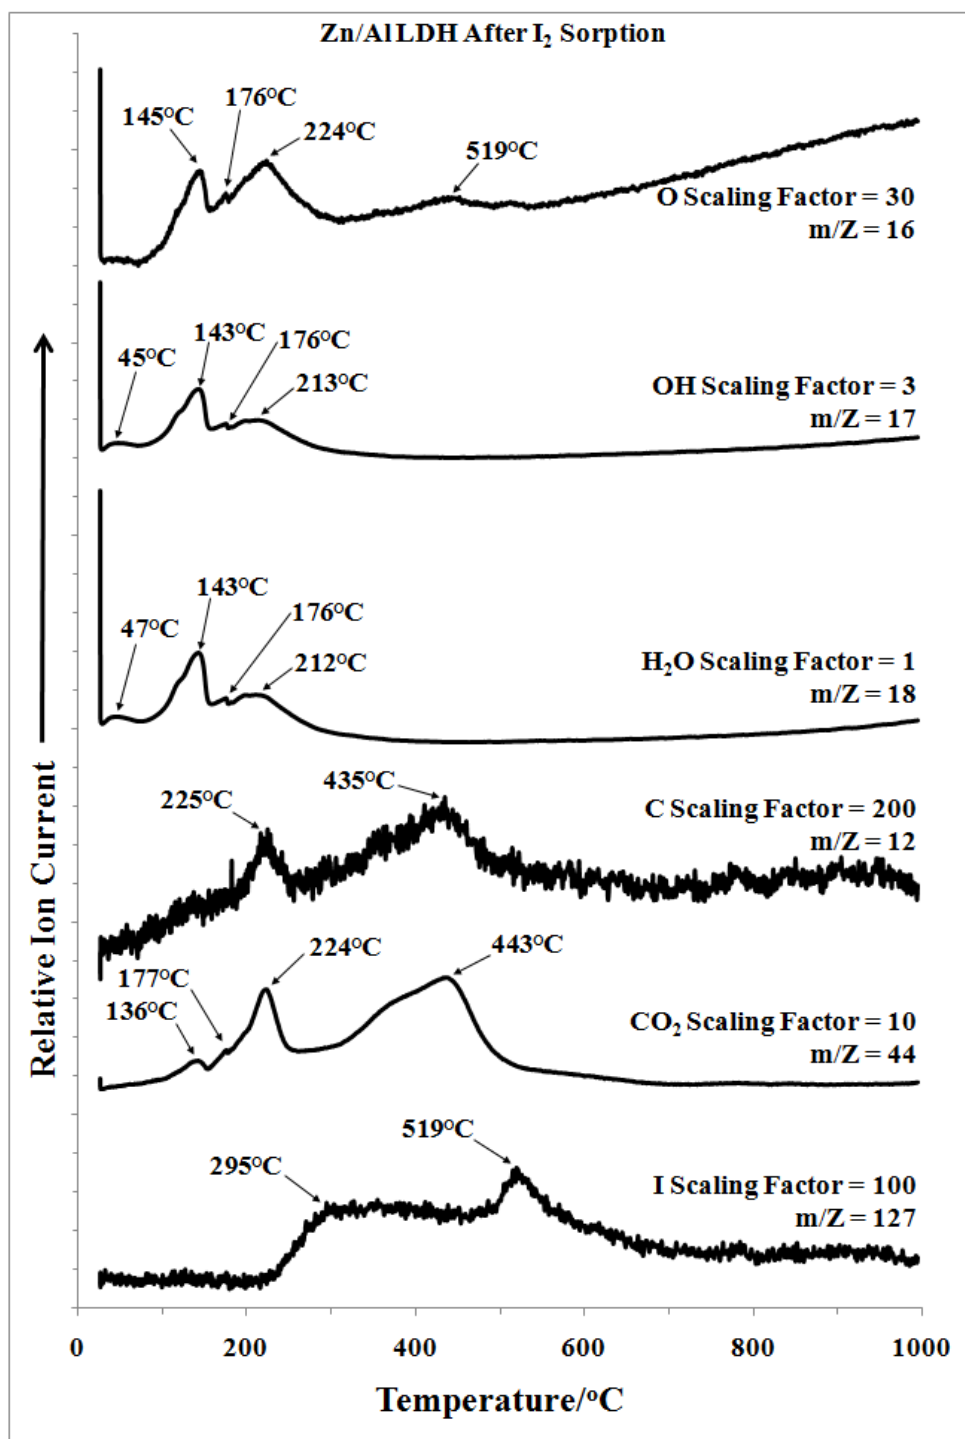 Zn/Al LDH After I₂ Sorption
145°C
176°C
224°C
519°C
O Scaling Factor = 30
m/Z = 16
45°C
143°C
176°C
213°C
OH Scaling Factor = 3
m/Z = 17
47°C
143°C
176°C
212°C
H₂O Scaling Factor = 1
m/Z = 18
225°C
435°C
C Scaling Factor = 200
m/Z = 12
136°C
177°C
224°C
443°C
CO₂ Scaling Factor = 10
m/Z = 44
295°C
519°C
I Scaling Factor = 100
m/Z = 127
Relative Ion Current
0 200 400 600 800 1000
Temperature/°C